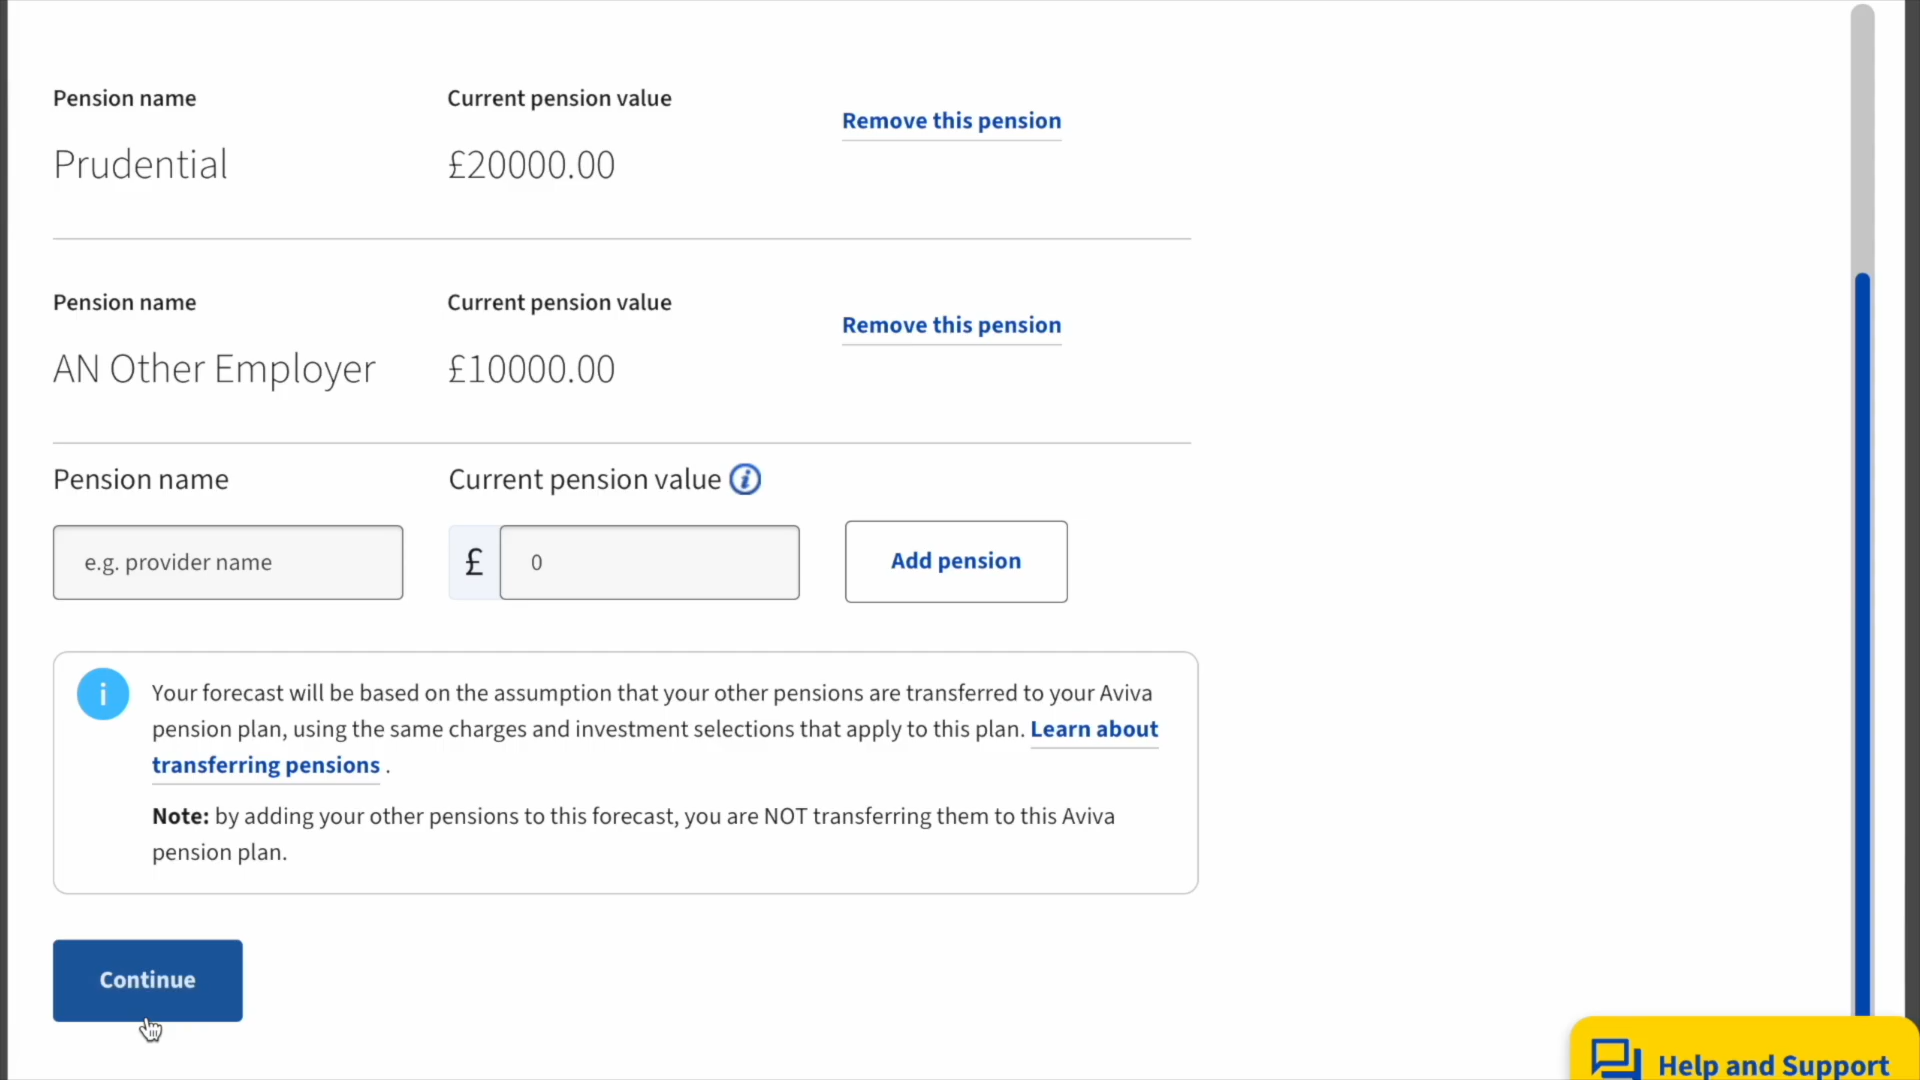 Pension name
Current pension value
Remove this pension
Prudential
£20000.00
Pension name
Current pension value
Remove this pension
AN Other Employer
£10000.00
Pension name
Current pension value i
e.g. provider name
£
0
Add pension
i
Your forecast will be based on the assumption that your other pensions are transferred to your Aviva
pension plan, using the same charges and investment selections that apply to this plan. Learn about
transferring pensions .
Note: by adding your other pensions to this forecast, you are NOT transferring them to this Aviva
pension plan.
Continue
Help and Support